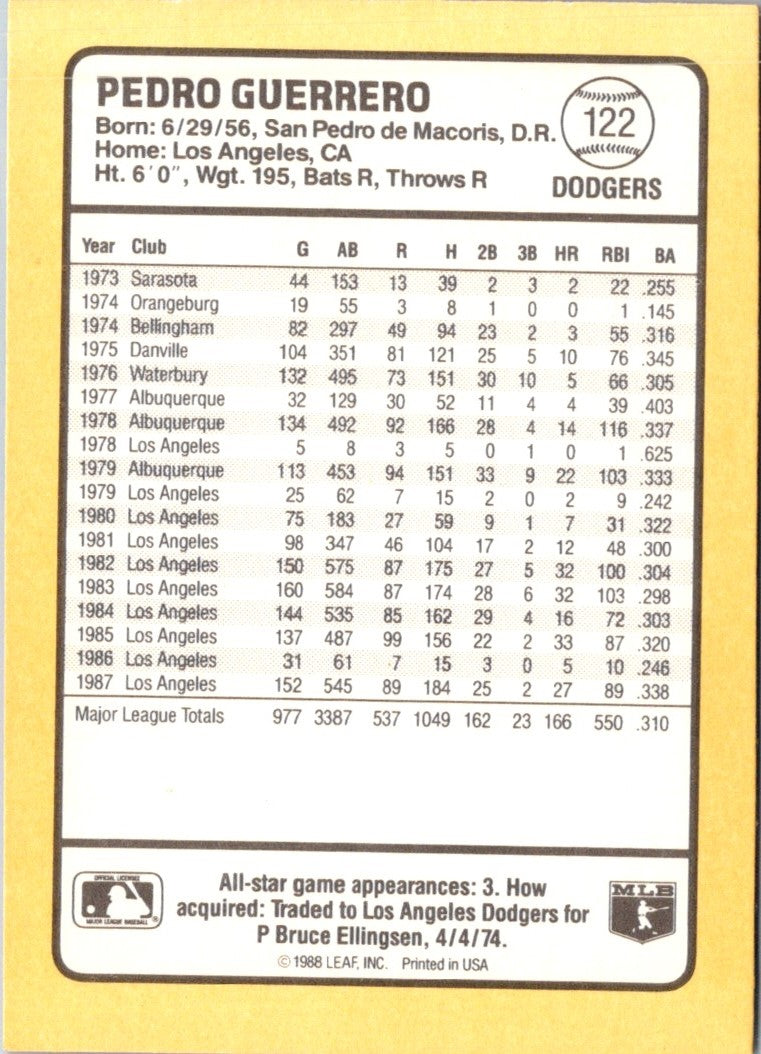 PEDRO GUERRERO
Born: 6/29/56, San Pedro de Macoris, D.R.
Home: Los Angeles, CA
Ht. 6'0", Wgt. 195, Bats R, Throws R
122
DODGERS
Year Club G AB R H 2B 3B HR RBI BA
1973 Sarasota 44 153 13 39 2 3 2 22 .255
1974 Orangeburg 19 55 3 8 1 0 0 1 .145
1974 Bellingham 82 297 49 94 23 2 3 55 .316
1975 Danville 104 351 81 121 25 5 10 76 .345
1976 Waterbury 132 495 73 151 30 10 5 66 .305
1977 Albuquerque 32 129 30 52 11 4 4 39 .403
1978 Albuquerque 134 492 92 166 28 4 14 116 .337
1978 Los Angeles 5 8 3 5 0 1 0 1 .625
1979 Albuquerque 113 453 94 151 33 9 22 103 .333
1979 Los Angeles 25 62 7 15 2 0 2 9 .242
1980 Los Angeles 75 183 27 59 9 1 7 31 .322
1981 Los Angeles 98 347 46 104 17 2 12 48 .300
1982 Los Angeles 150 575 87 175 27 5 32 100 .304
1983 Los Angeles 160 584 87 174 28 6 32 103 .298
1984 Los Angeles 144 535 85 162 29 4 16 72 .303
1985 Los Angeles 137 487 99 156 22 2 33 87 .320
1986 Los Angeles 31 61 7 15 3 0 5 10 .246
1987 Los Angeles 152 545 89 184 25 2 27 89 .338
Major League Totals 977 3387 537 1049 162 23 166 550 .310
OFFICIAL LICENSEE
MAJOR LEAGUE BASEBALL ®
All-star game appearances: 3. How
acquired: Traded to Los Angeles Dodgers for
P Bruce Ellingsen, 4/4/74.
© 1988 LEAF, INC. Printed in USA
MLB